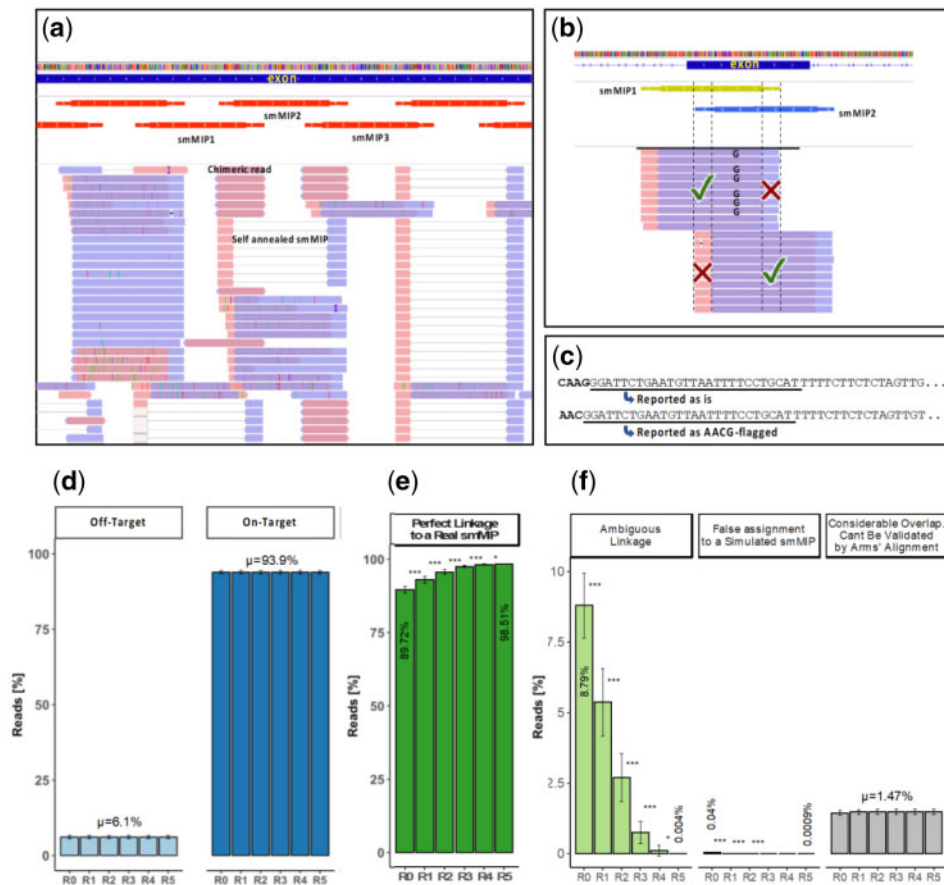 (a)
exon
smMIP2
smMIP1
smMIP3
Chimeric read
Self annealed smMIP
(b)
exon
smMIP1
smMIP2
G
G
G
G
G
G
(c)
CAAGGGATTCTGAATGTTAATTTTCCTGCATTTTTCTTCTCTAGTTG...
Reported as is
AACGGATTCTGAATGTTAATTTTCCTGCATTTTTCTTCTCTAGTTGT...
Reported as AACG-flagged
(d)
Off-Target
On-Target
Reads [%]
100
75
50
25
0
μ=6.1%
μ=93.9%
R0 R1 R2 R3 R4 R5
R0 R1 R2 R3 R4 R5
(e)
Perfect Linkage
to a Real smMIP
Reads [%]
100
75
50
25
0
*** *** *** *** *
89.72%
98.51%
R0 R1 R2 R3 R4 R5
(f)
Ambiguous
Linkage
False assignment
to a Simulated smMIP
Considerable Overlap.
Cant Be Validated
by Arms' Alignment
Reads [%]
10
7.5
5.0
2.5
0
8.79%
***
***
***
***
*
0.004%
0.04%
*** *** ***
0.0009%
μ=1.47%
R0 R1 R2 R3 R4 R5
R0 R1 R2 R3 R4 R5
R0 R1 R2 R3 R4 R5